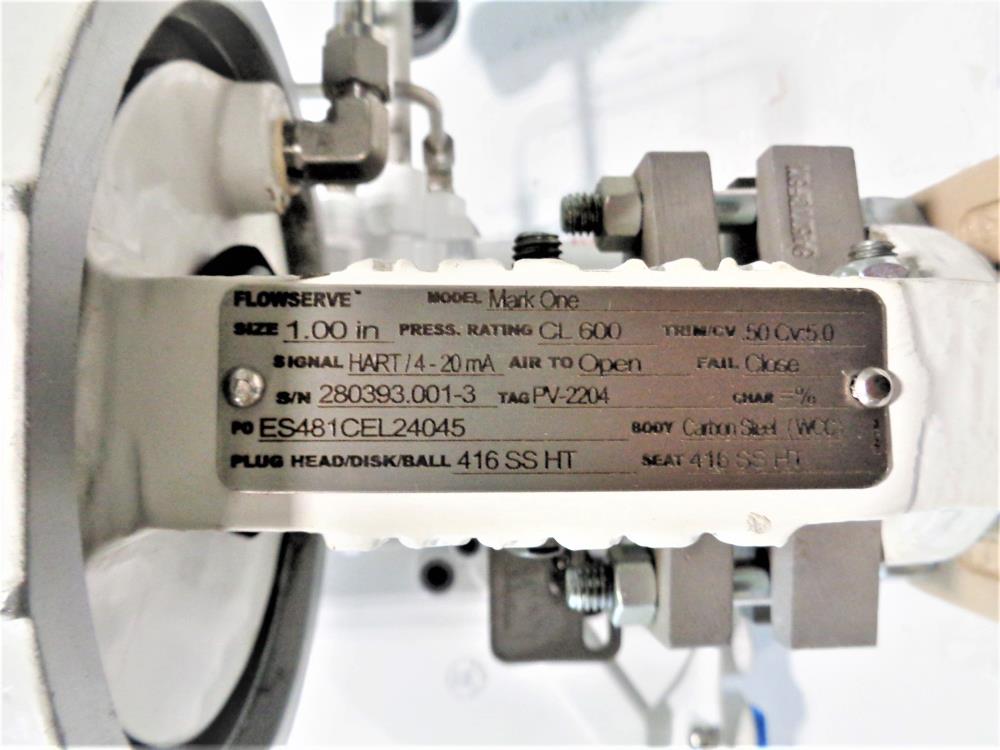 FLOWSERVE™ MODEL Mark One
SIZE 1.00 in PRESS. RATING CL 600 TRIM/CV .50 Cv:5.0
SIGNAL HART / 4 - 20 mA AIR TO Open FAIL Close
S/N 280393.001-3 TAG PV-2204 CHAR =%
PO ES481CEL24045 BODY Carbon Steel (WCC)
PLUG HEAD/DISK/BALL 416 SS HT SEAT 416 SS HT